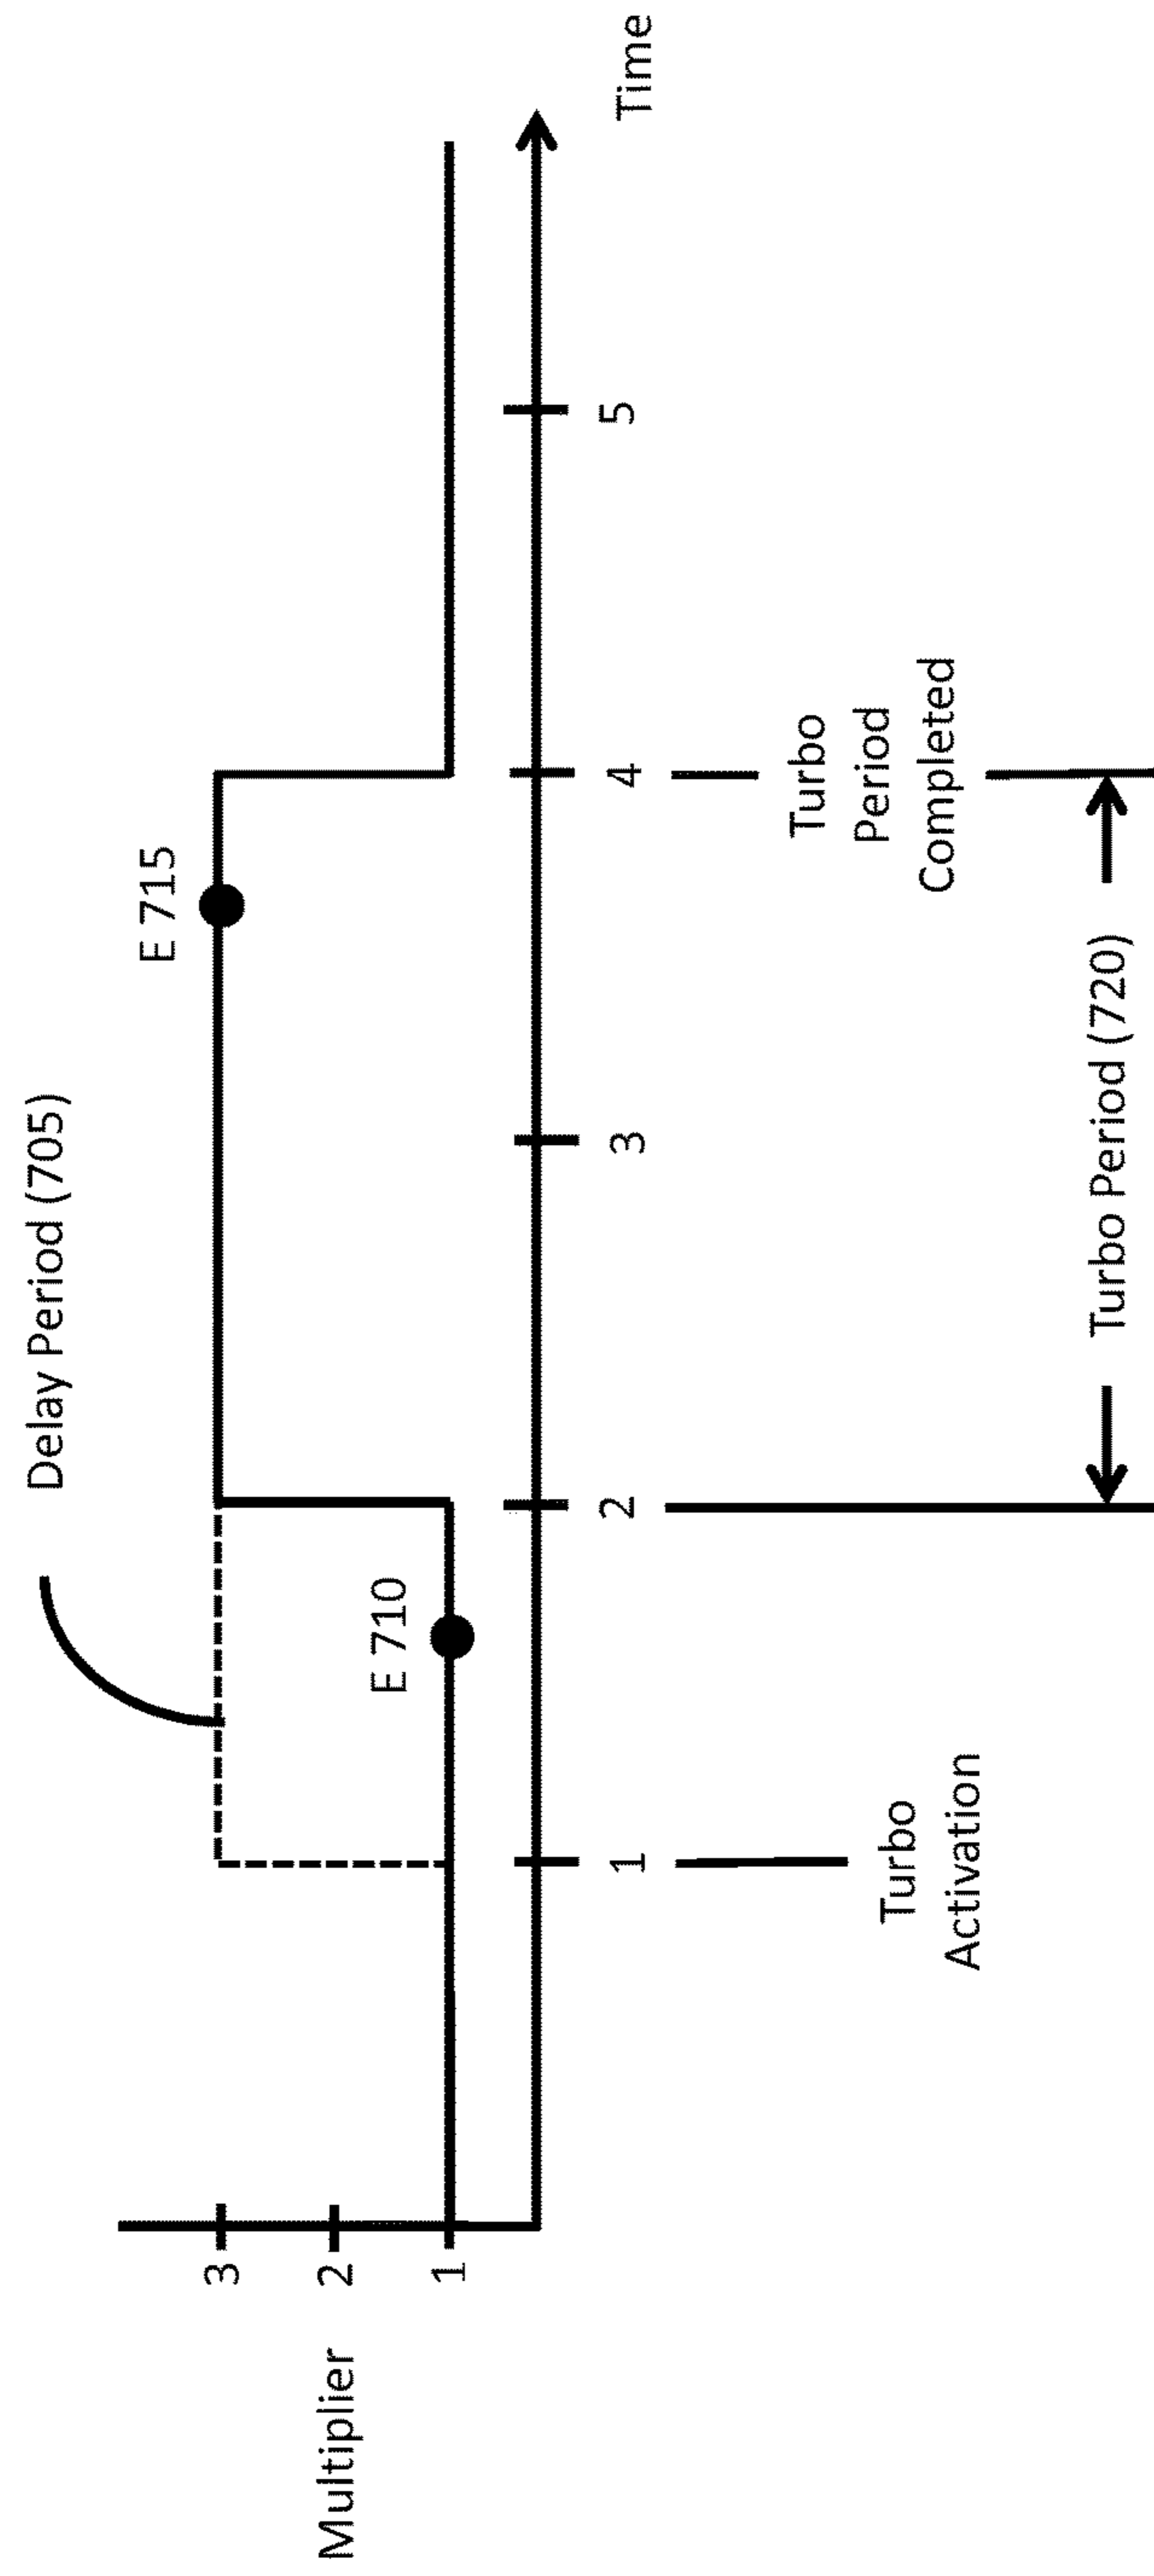 Delay Period (705)
E 715
E 710
Multiplier
3
2
1
1
2
3
4
5
Time
Turbo
Activation
Turbo
Period
Completed
Turbo Period (720)